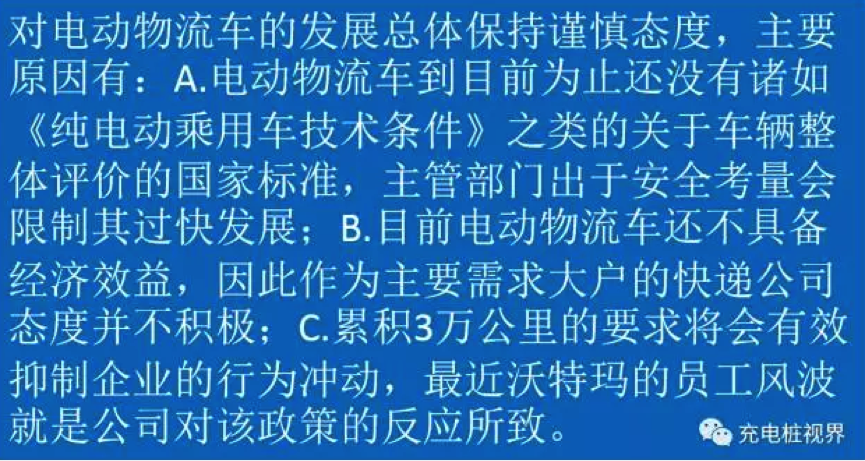 对电动物流车的发展总体保持谨慎态度，主要
原因有：A.电动物流车到目前为止还没有诸如
《纯电动乘用车技术条件》之类的关于车辆整
体评价的国家标准，主管部门出于安全考量会
限制其过快发展；B.目前电动物流车还不具备
经济效益，因此作为主要需求大户的快递公司
态度并不积极；C.累积3万公里的要求将会有效
抑制企业的行为冲动，最近沃特玛的员工风波
就是公司对该政策的反应所致。
充电桩视界